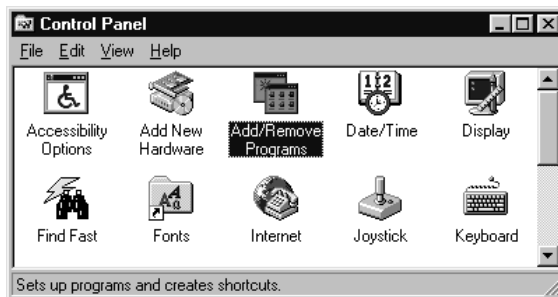 Control Panel
File Edit View Help
Accessibility Options
Add New Hardware
Add/Remove Programs
12
Date/Time
Display
Find Fast
Fonts
Internet
Joystick
Keyboard
Sets up programs and creates shortcuts.